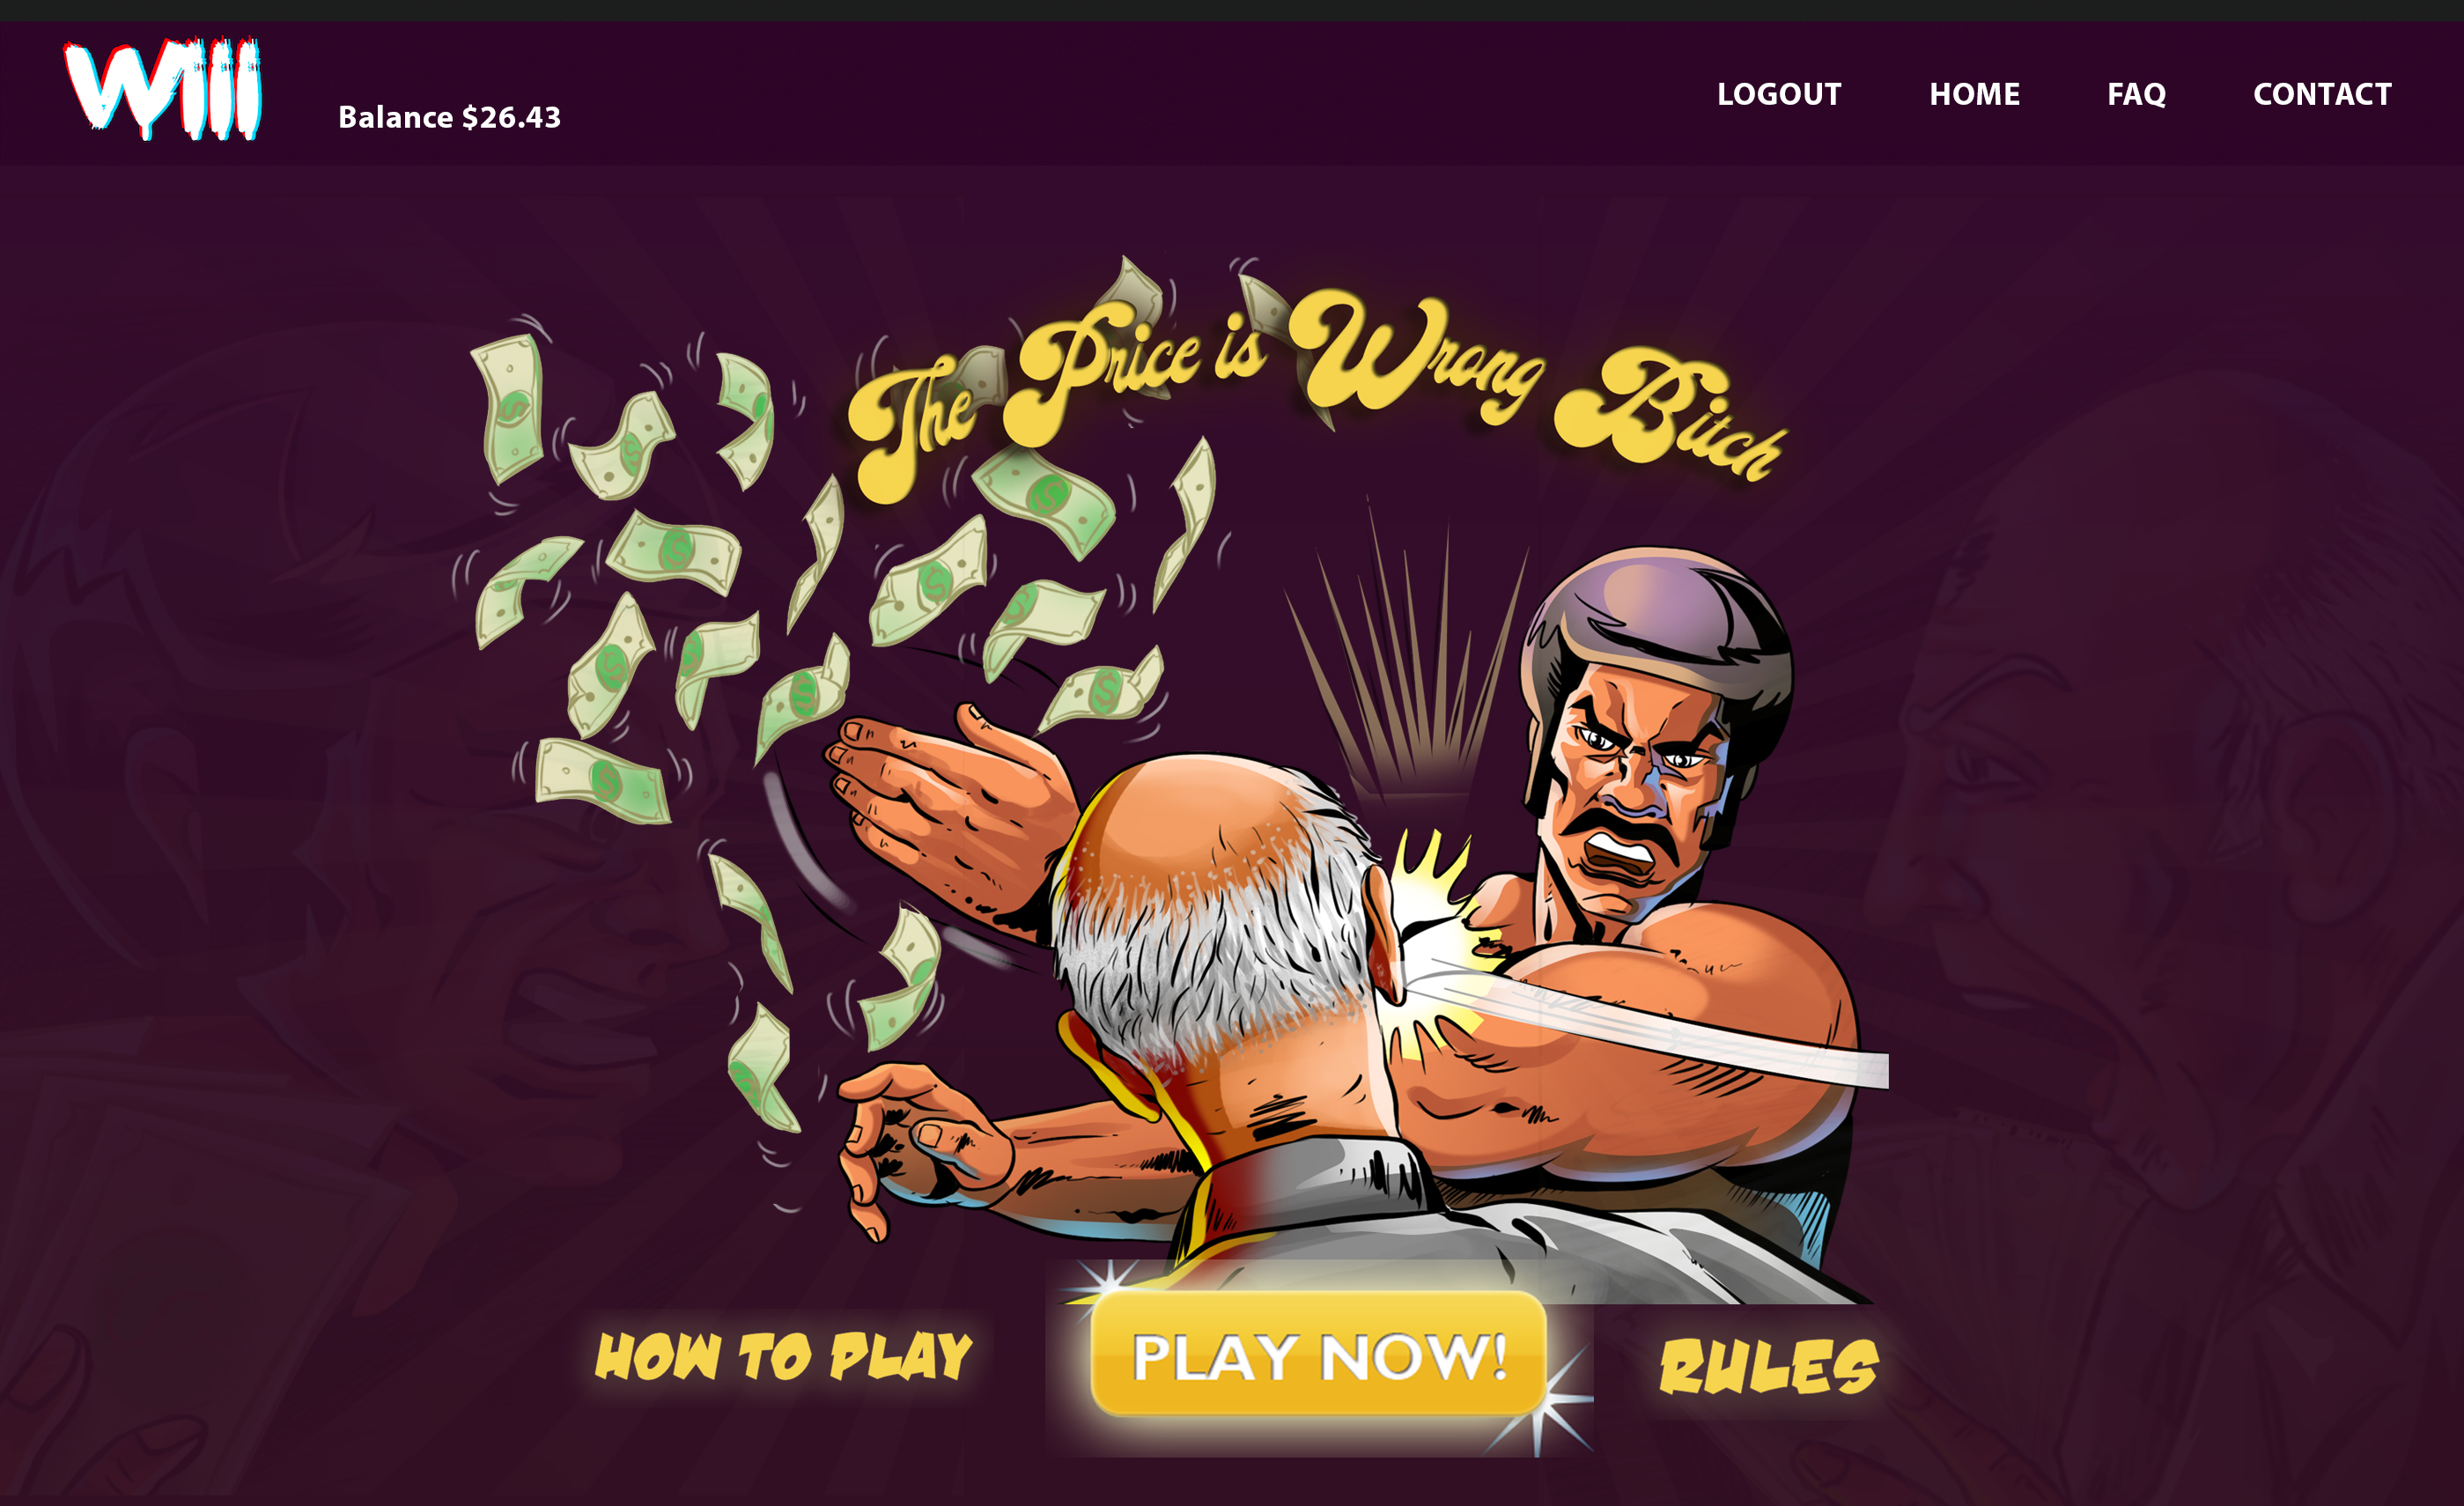 Will
Balance $26.43
LOGOUT HOME FAQ CONTACT
The Price is Wrong Bitch
HOW TO PLAY
PLAY NOW!
RULES